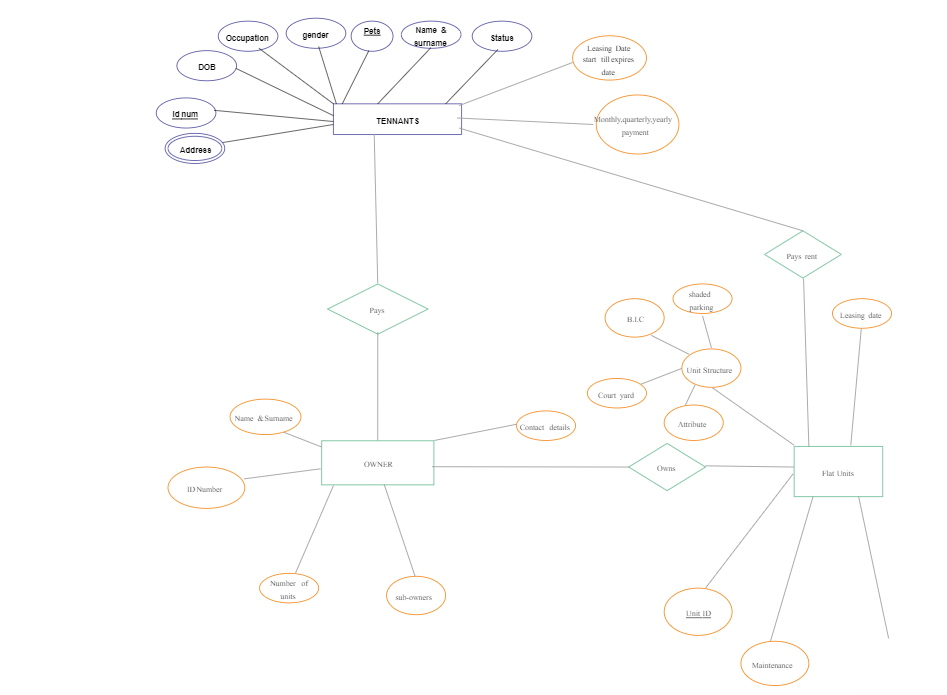 Occupation
gender
Pets
Name &
surname
Status
DOB
Id num
Address
TENNANTS
Leasing Date
start till expires
date
Monthly,quarterly,yearly
payment
Pays rent
Pays
shaded
parking
B.I.C
Leasing date
Unit Structure
Court yard
Attribute
Name & Surname
Contact details
OWNER
Owns
Flat Units
ID Number
Number of
units
sub-owners
Unit ID
Maintenance